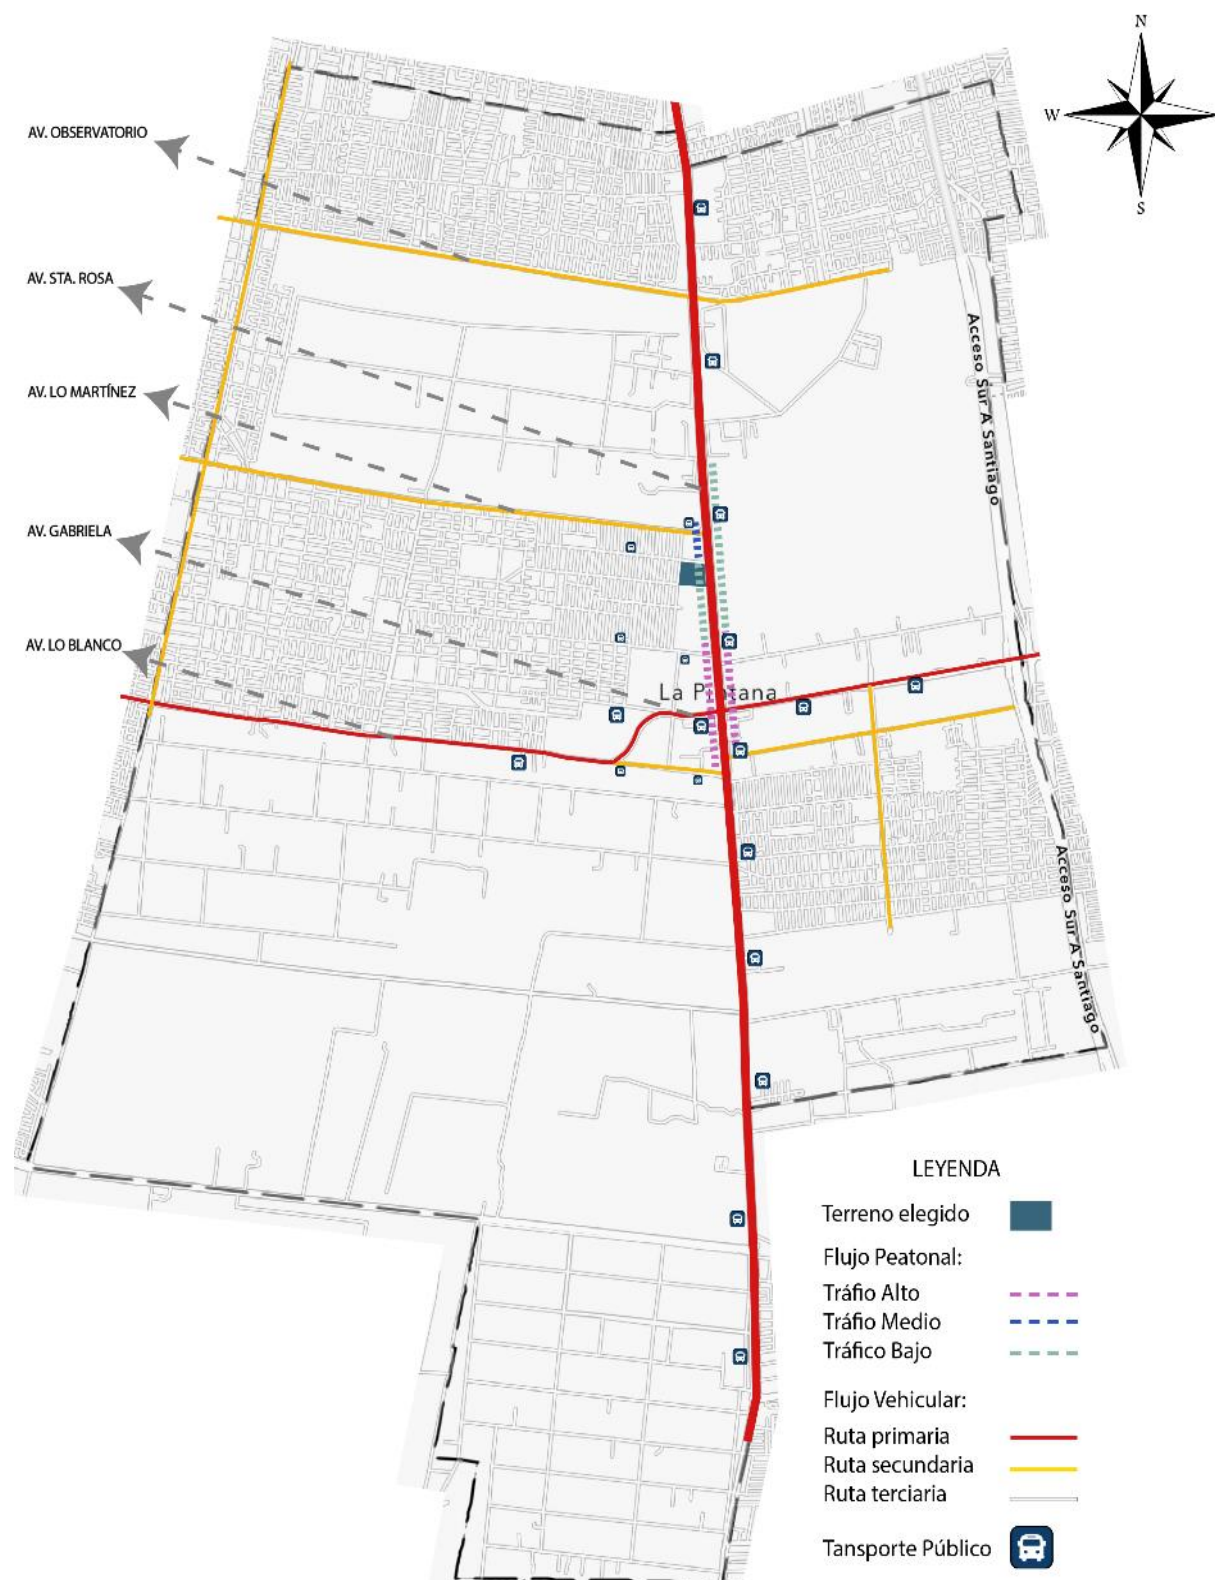 N
W
S
AV. OBSERVATORIO
AV. STA. ROSA
AV. LO MARTÍNEZ
AV. GABRIELA
AV. LO BLANCO
Acceso Sur A Santiago
La Pintana
Acceso Sur A Santiago
LEYENDA
Terreno elegido
Flujo Peatonal:
Tráfio Alto
Tráfio Medio
Tráfico Bajo
Flujo Vehicular:
Ruta primaria
Ruta secundaria
Ruta terciaria
Tansporte Público